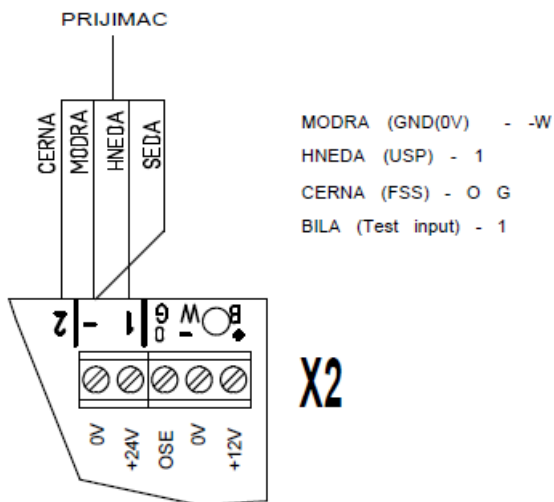 PRIJIMAC
CERNA
MODRA
HNEDA
SEDA
MODRA (GND(0V) - -W
HNEDA (USP) - 1
CERNA (FSS) - O G
BILA (Test input) - 1
2 - 1 0 G - W B
X2
0V
+24V
OSE
0V
+12V